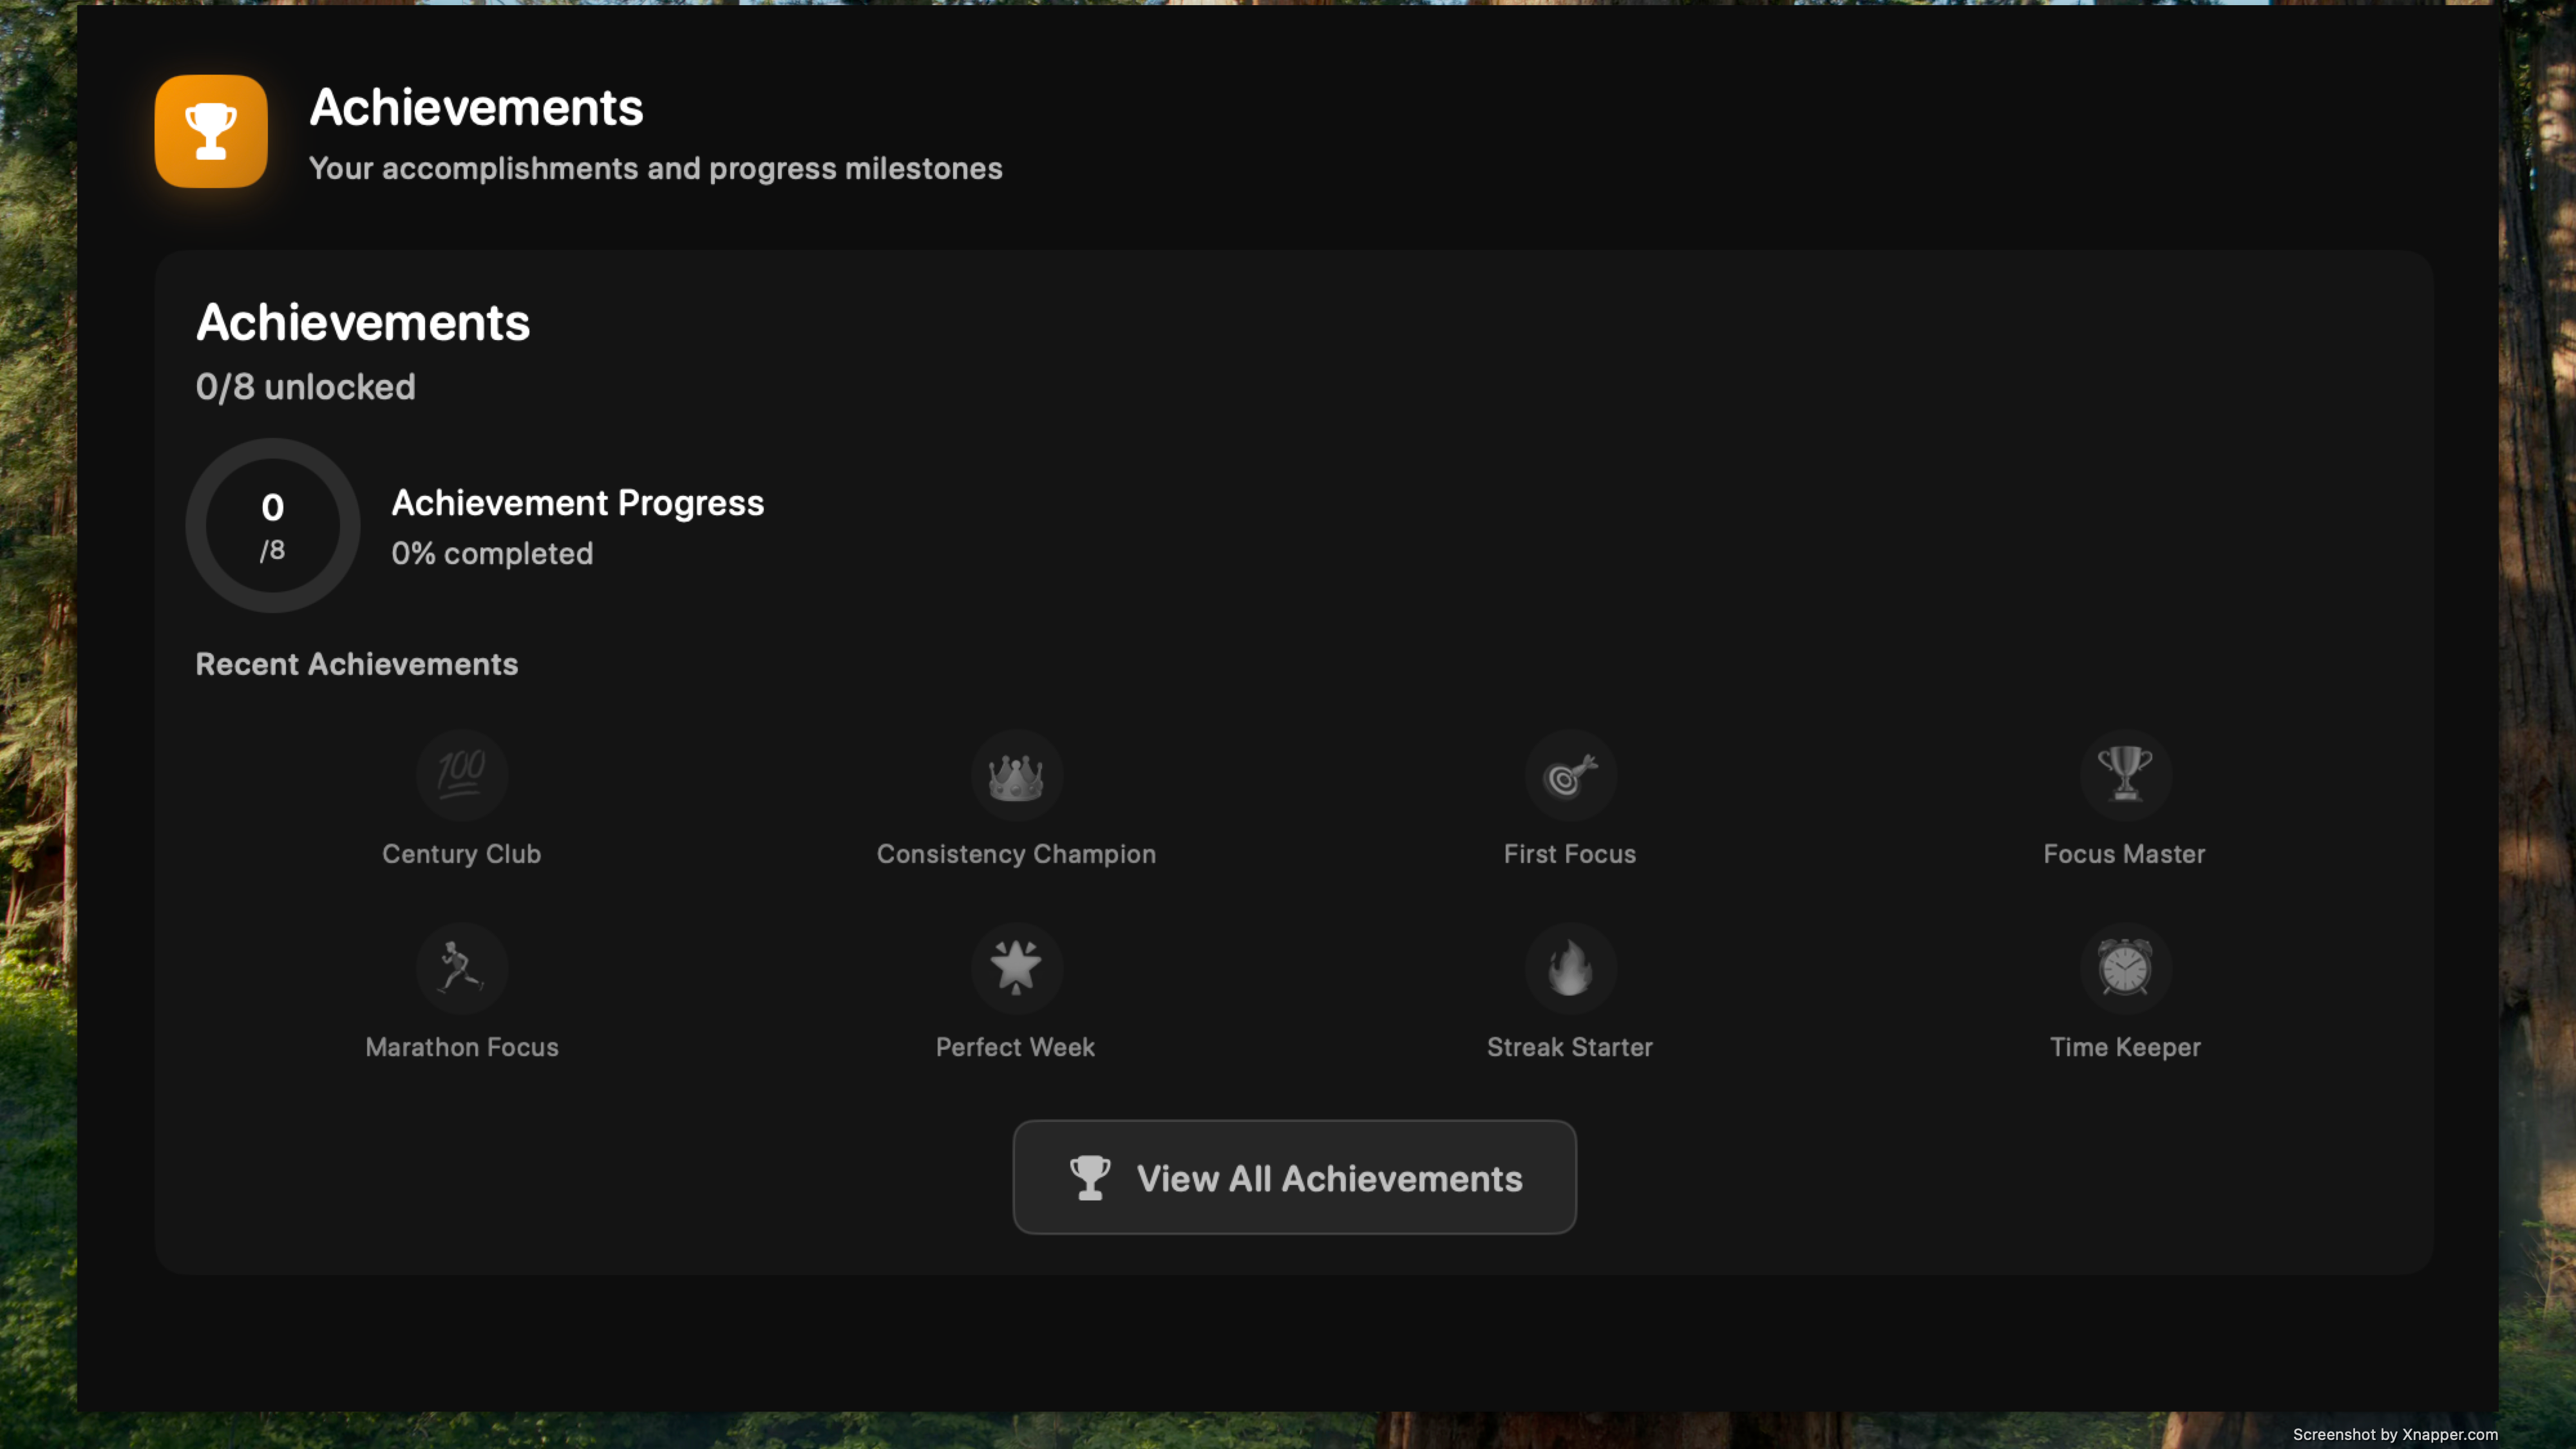 Achievements
Your accomplishments and progress milestones
Achievements
0/8 unlocked
0
/8
Achievement Progress
0% completed
Recent Achievements
100
Century Club
Consistency Champion
First Focus
Focus Master
Marathon Focus
Perfect Week
Streak Starter
Time Keeper
View All Achievements
Screenshot by Xnapper.com